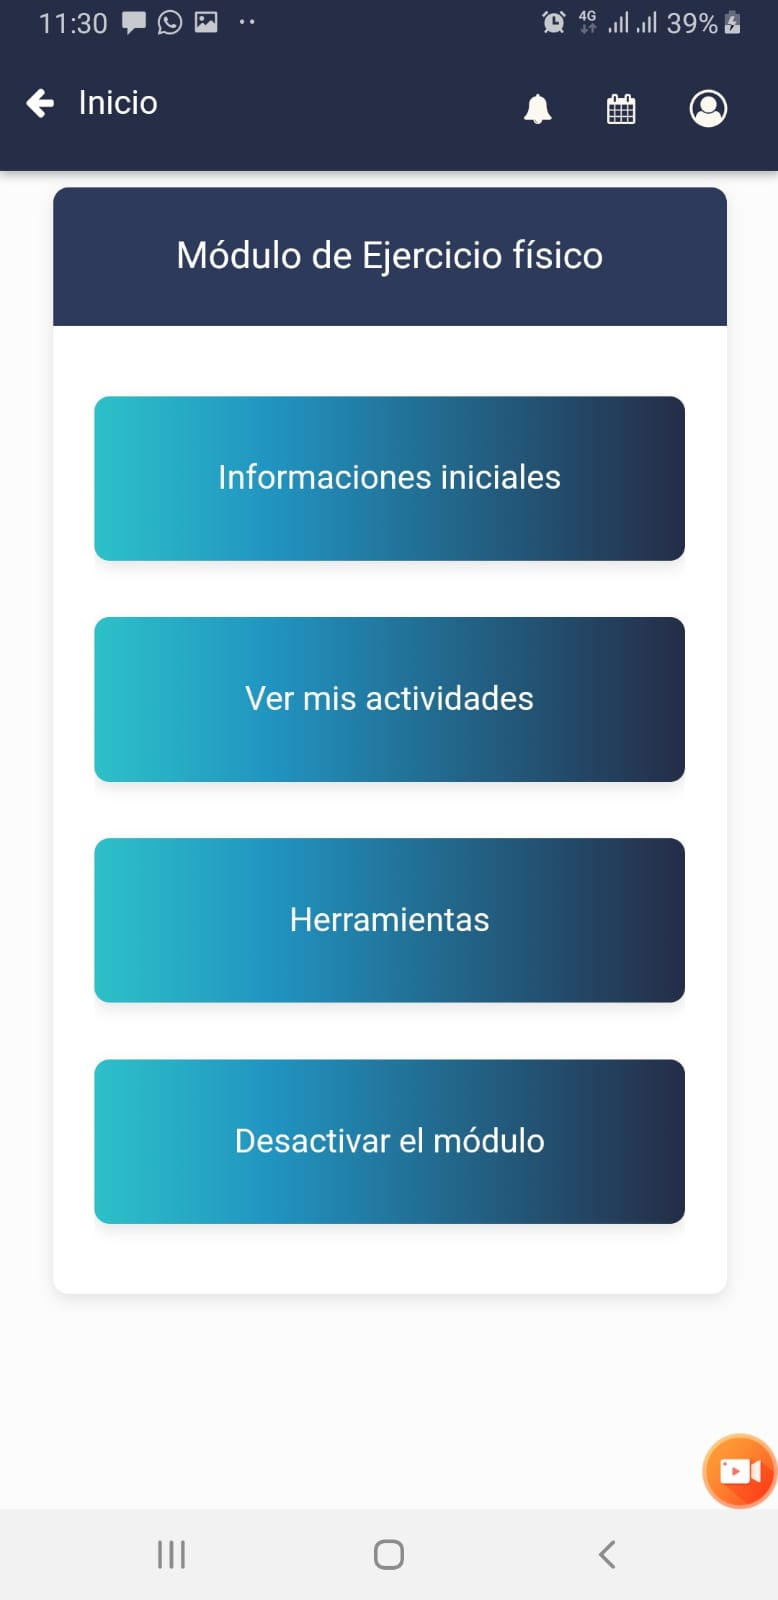 11:30 4G 39%
Inicio
Módulo de Ejercicio físico
Informaciones iniciales
Ver mis actividades
Herramientas
Desactivar el módulo